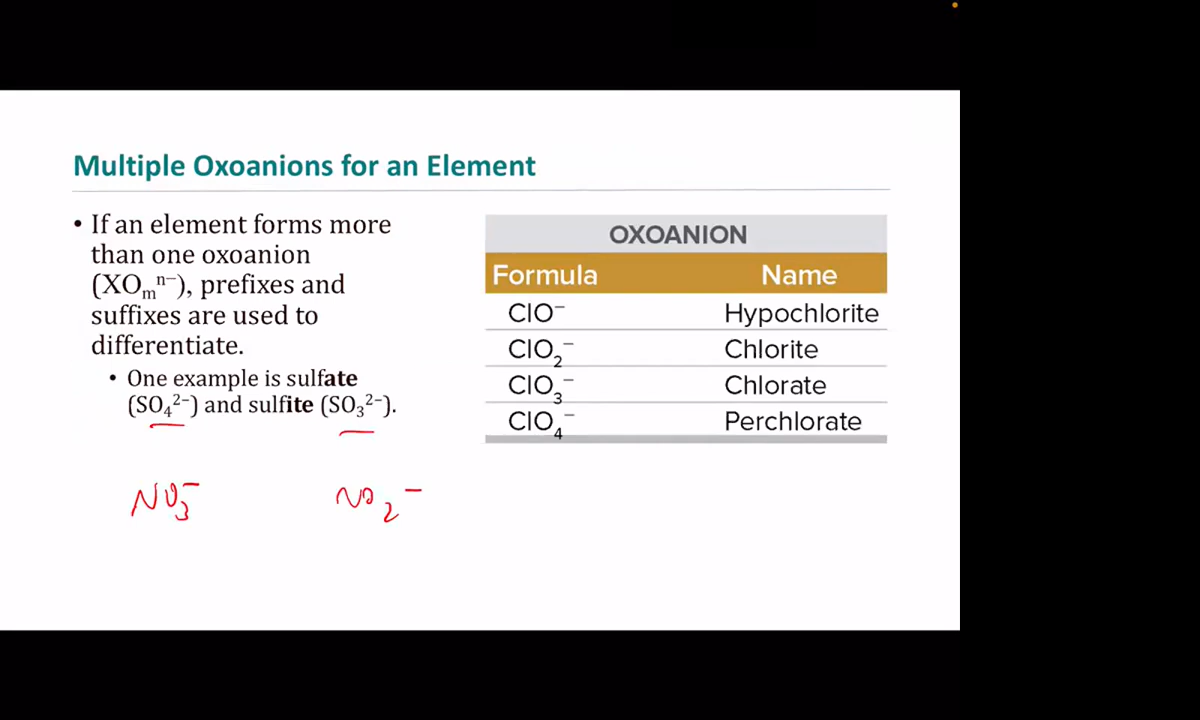 Multiple Oxoanions for an Element
• If an element forms more
than one oxoanion
(XOₘⁿ⁻), prefixes and
suffixes are used to
differentiate.
• One example is sulfate
(SO₄²⁻) and sulfite (SO₃²⁻).
NO₃⁻ NO₂⁻
OXOANION
Formula Name
ClO⁻ Hypochlorite
ClO₂⁻ Chlorite
ClO₃⁻ Chlorate
ClO₄⁻ Perchlorate